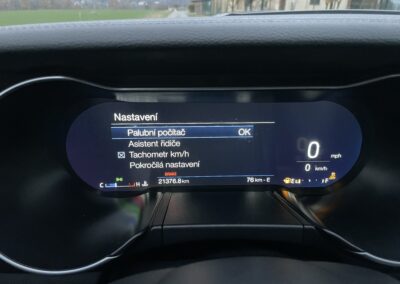 Nastavení
Palubní počítač OK
Asistent řidiče
Tachometr km/h
Pokročilá nastavení
0 mph
0 km/h
C H
21376.8 km 76 km - E